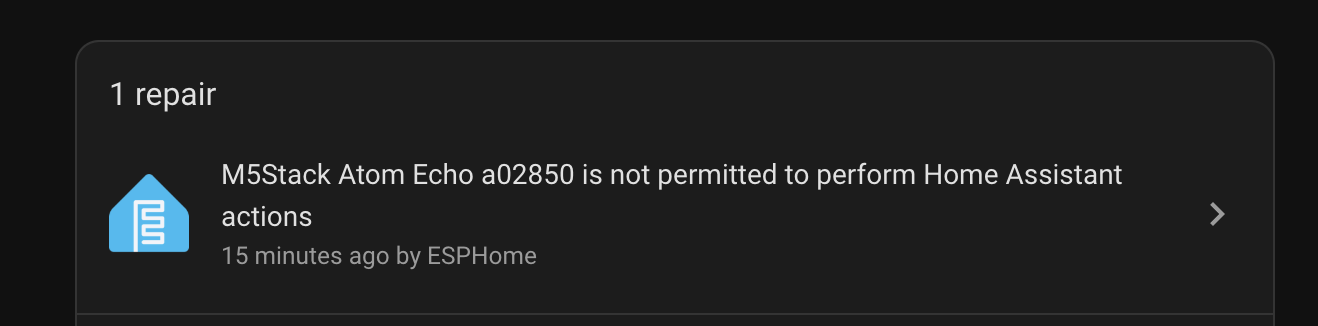 1 repair
M5Stack Atom Echo a02850 is not permitted to perform Home Assistant
actions
15 minutes ago by ESPHome